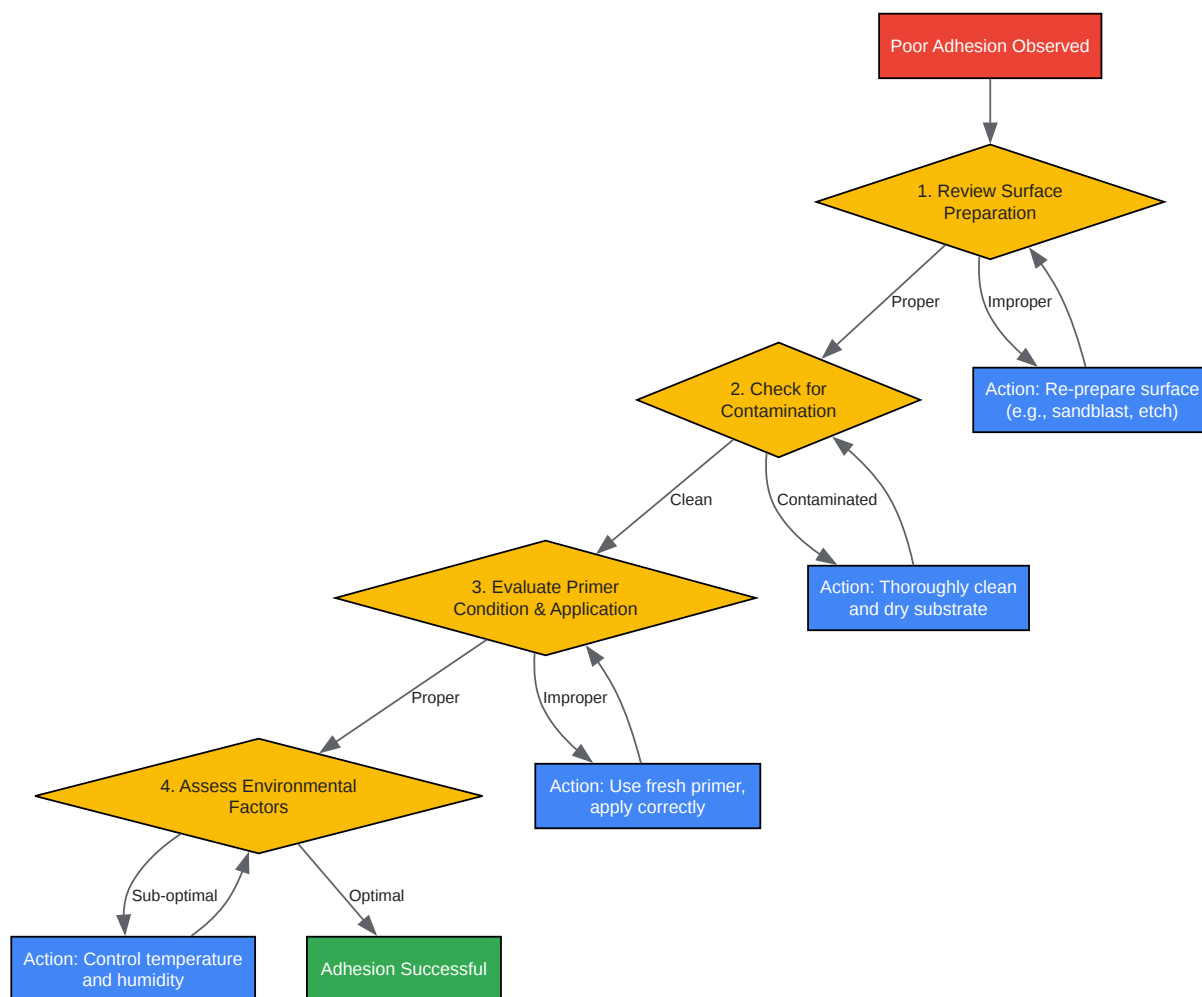 Poor Adhesion Observed
1. Review Surface
Preparation
Proper
Improper
Action: Re-prepare surface
(e.g., sandblast, etch)
2. Check for
Contamination
Clean
Contaminated
Action: Thoroughly clean
and dry substrate
3. Evaluate Primer
Condition & Application
Proper
Improper
Action: Use fresh primer,
apply correctly
4. Assess Environmental
Factors
Sub-optimal
Optimal
Action: Control temperature
and humidity
Adhesion Successful